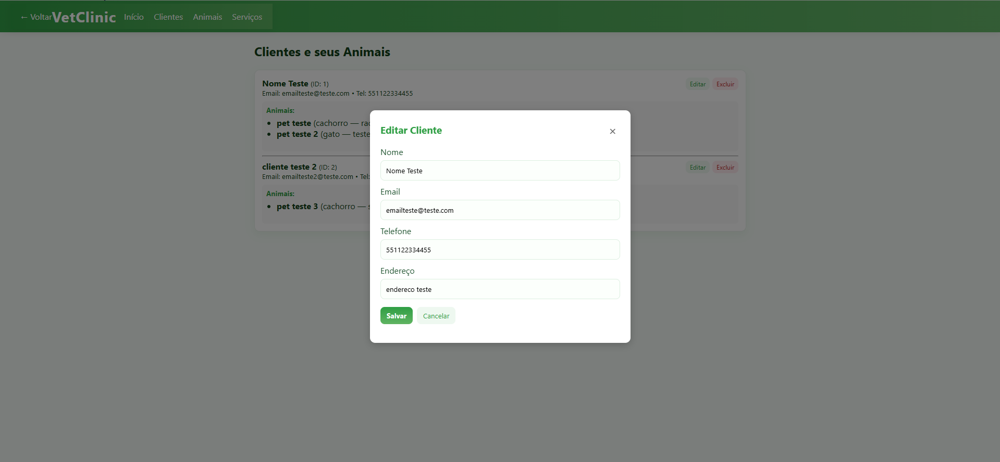 ← Voltar VetClinic Início Clientes Animais Serviços
Clientes e seus Animais
Nome Teste (ID: 1) Editar Excluir
Email: emailteste@teste.com • Tel: 551122334455
Animais:
• pet teste (cachorro —
• pet teste 2 (gato — teste
cliente teste 2 (ID: 2) Editar Excluir
Email: emailteste2@teste.com • Tel:
Animais:
• pet teste 3 (cachorro —
Editar Cliente ×
Nome
Nome Teste
Email
emailteste@teste.com
Telefone
551122334455
Endereço
endereco teste
Salvar Cancelar